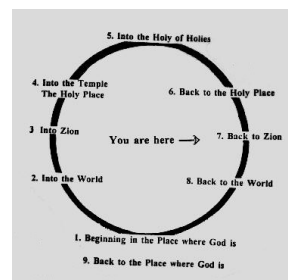 5. Into the Holy of Holies
4. Into the Temple
The Holy Place
6. Back to the Holy Place
3 Into Zion
You are here
7. Back to Zion
2. Into the World
8. Back to the World
1. Beginning in the Place where God is
9. Back to the Place where God is